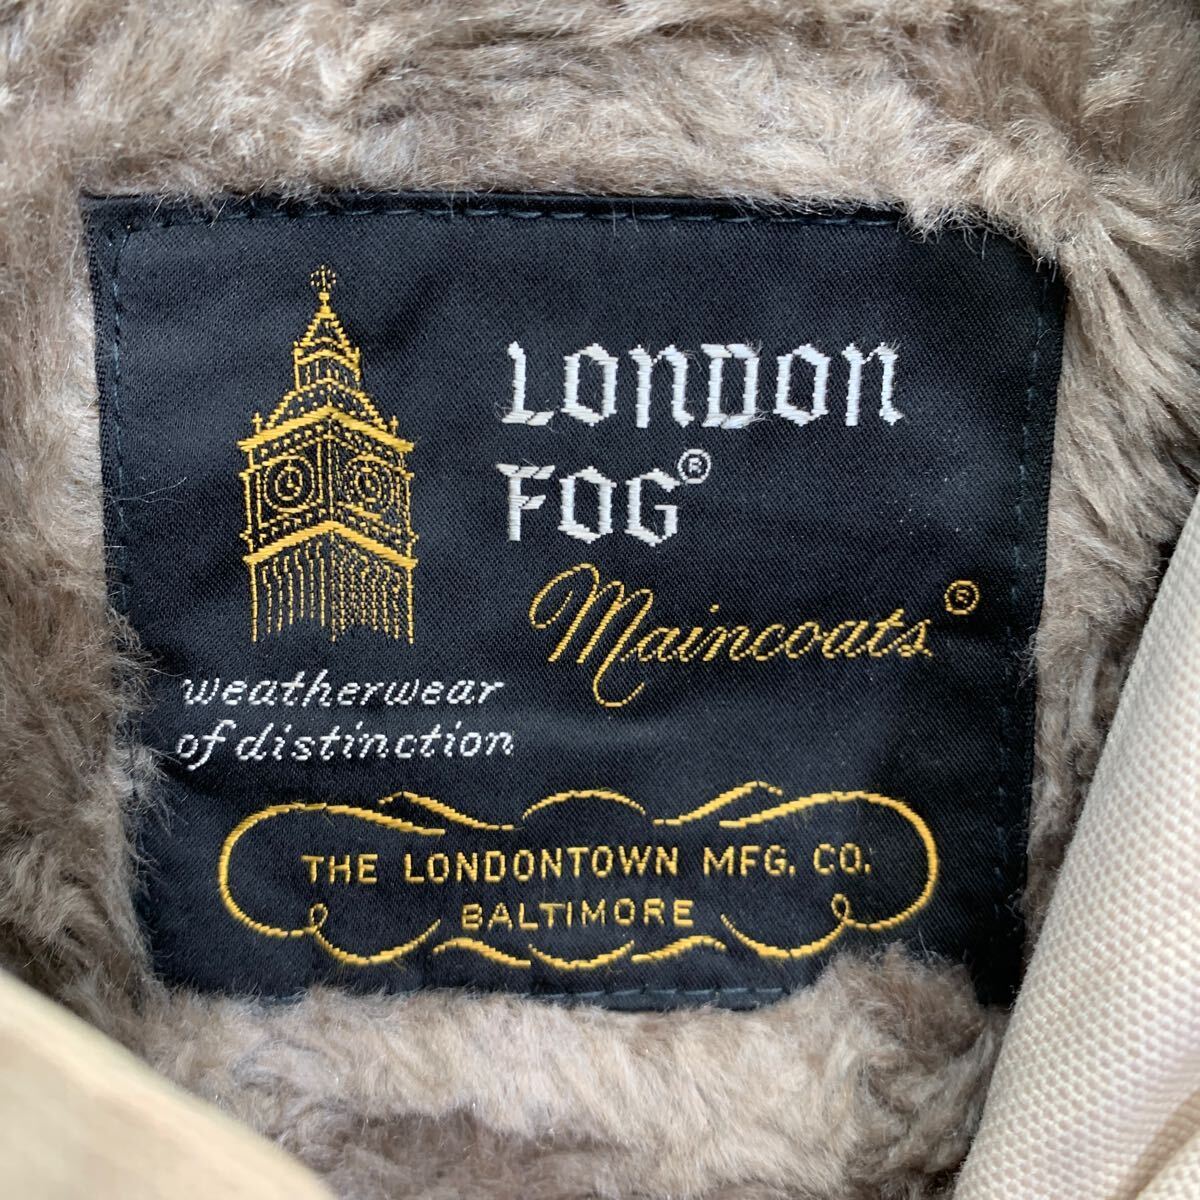 LONDON
FOG®
Maincoats®
weatherwear
of distinction
THE LONDONTOWN MFG. CO.
BALTIMORE